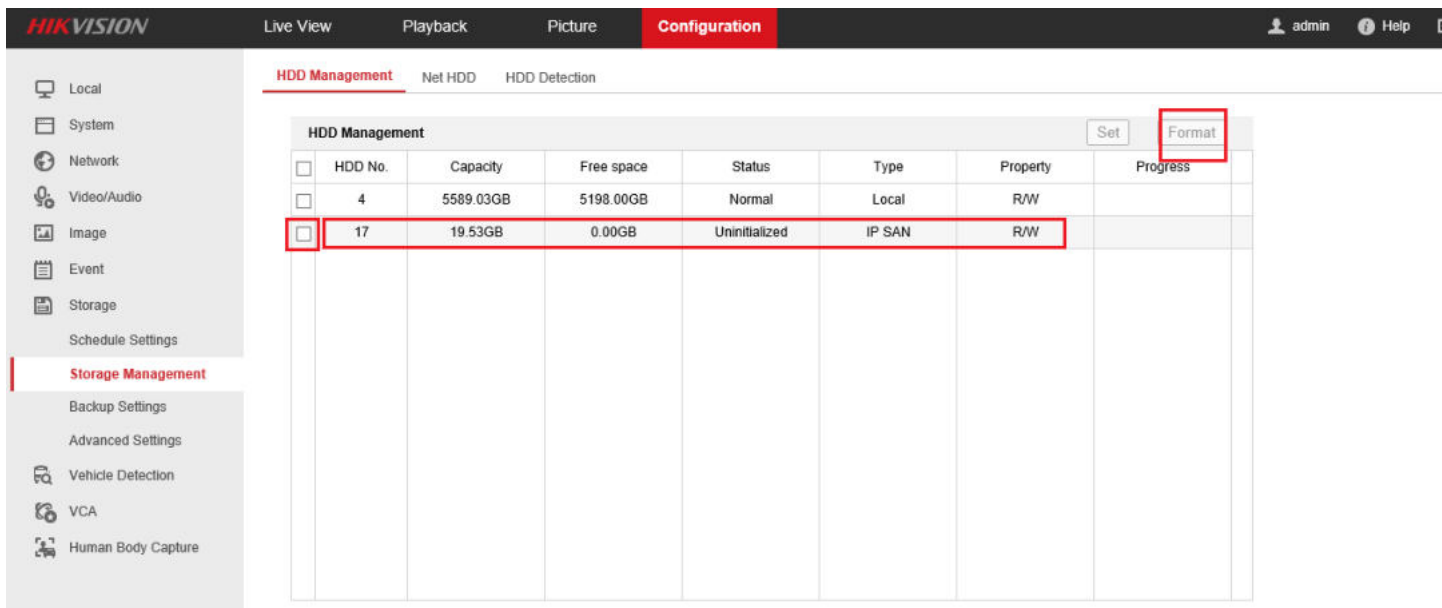 HIKVISION Live View Playback Picture Configuration admin Help
HDD Management Net HDD HDD Detection
Local
System
Network
Video/Audio
Image
Event
Storage
Schedule Settings
Storage Management
Backup Settings
Advanced Settings
Vehicle Detection
VCA
Human Body Capture
HDD Management Set Format
HDD No. Capacity Free space Status Type Property Progress
4 5589.03GB 5198.00GB Normal Local R/W
17 19.53GB 0.00GB Uninitialized IP SAN R/W